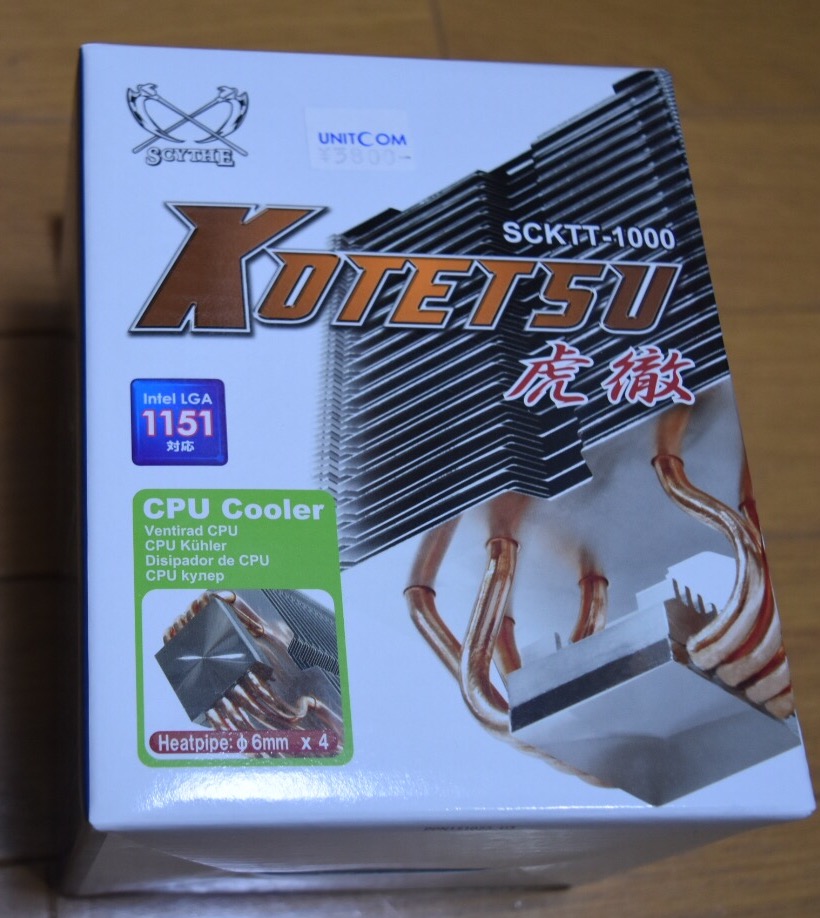 SCYTHE
UNITCOM
¥3800-
SCKTT-1000
KOTETSU
虎徹
Intel LGA
1151
対応
CPU Cooler
Ventirad CPU
CPU Kühler
Disipador de CPU
CPU кулер
Heatpipe: ϕ6mm x 4